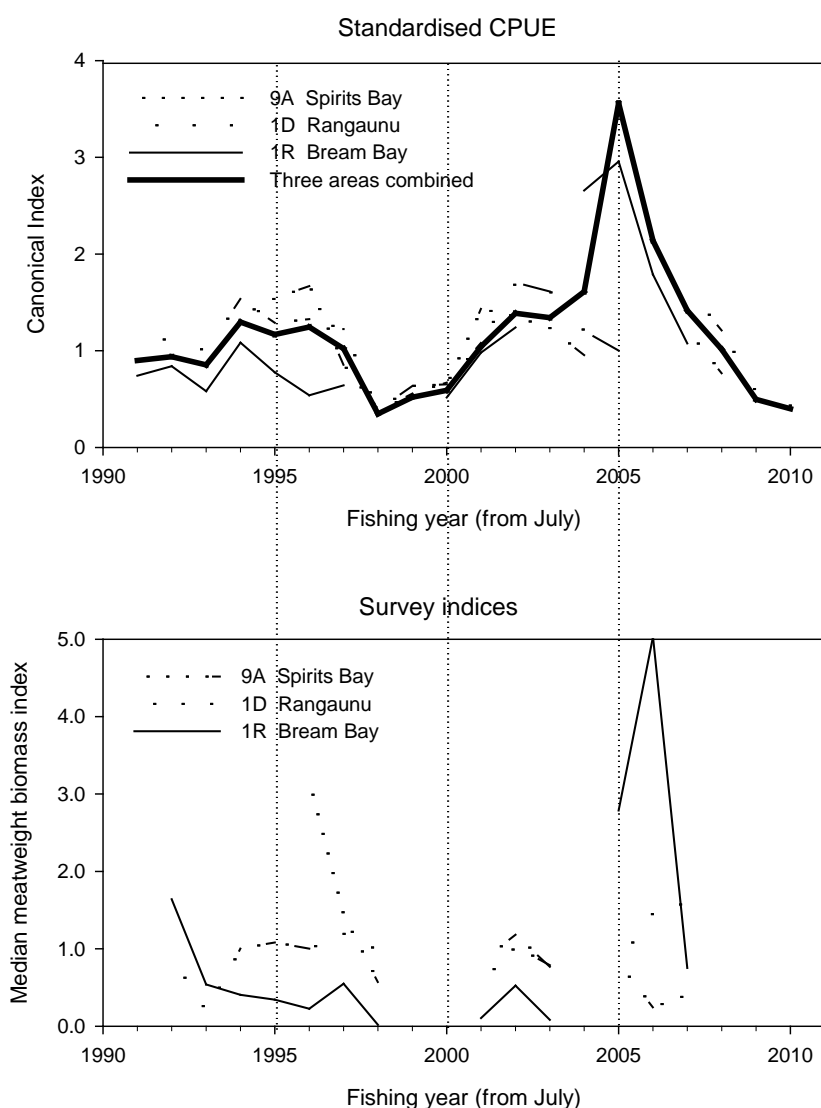 Standardised CPUE
4
3
2
1
0
Canonical Index
9A Spirits Bay
1D Rangaunu
1R Bream Bay
Three areas combined
1990 1995 2000 2005 2010
Fishing year (from July)
Survey indices
5.0
4.0
3.0
2.0
1.0
0.0
Median meatweight biomass index
9A Spirits Bay
1D Rangaunu
1R Bream Bay
1990 1995 2000 2005 2010
Fishing year (from July)